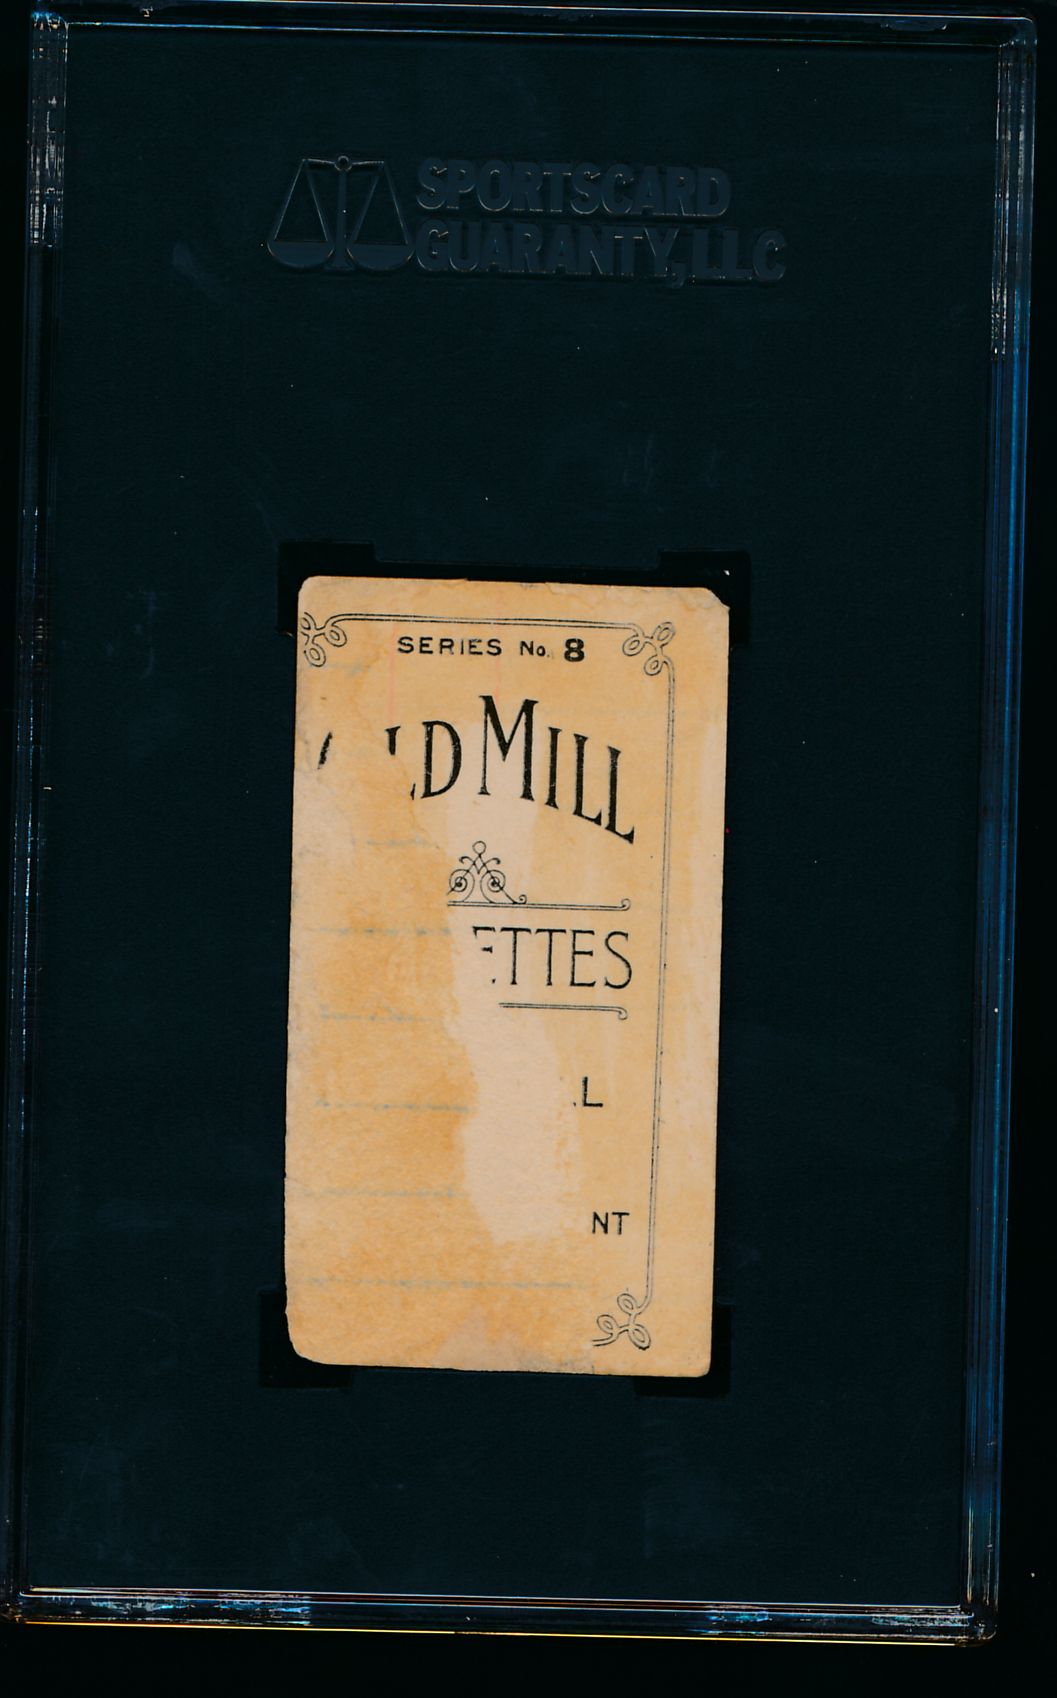 SPORTSCARD
GUARANTY, LLC
SERIES No. 8
LD MILL
ETTES
L
NT